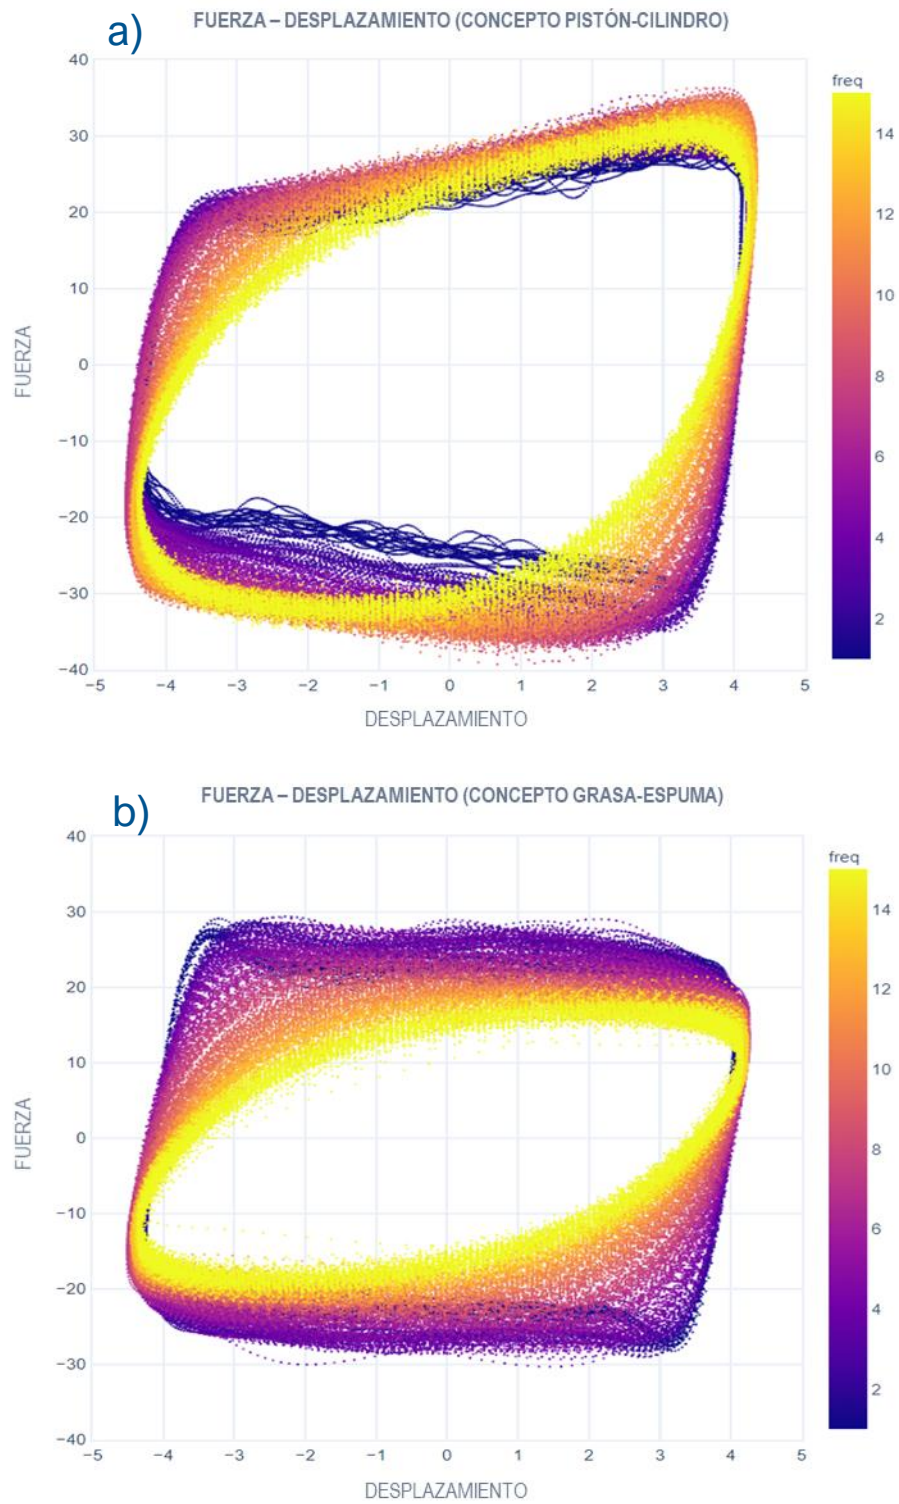 a)
FUERZA – DESPLAZAMIENTO (CONCEPTO PISTÓN-CILINDRO)
freq
40
30
20
10
0
−10
−20
−30
−40
FUERZA
−5 −4 −3 −2 −1 0 1 2 3 4 5
DESPLAZAMIENTO
14
12
10
8
6
4
2
b)
FUERZA – DESPLAZAMIENTO (CONCEPTO GRASA-ESPUMA)
freq
40
30
20
10
0
−10
−20
−30
−40
FUERZA
−5 −4 −3 −2 −1 0 1 2 3 4 5
DESPLAZAMIENTO
14
12
10
8
6
4
2